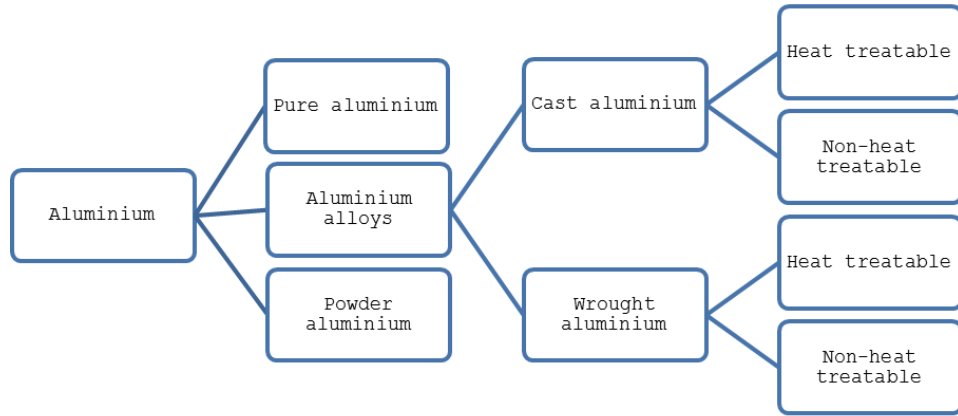 Aluminium
Pure aluminium
Aluminium
alloys
Powder
aluminium
Cast aluminium
Wrought
aluminium
Heat treatable
Non-heat
treatable
Heat treatable
Non-heat
treatable